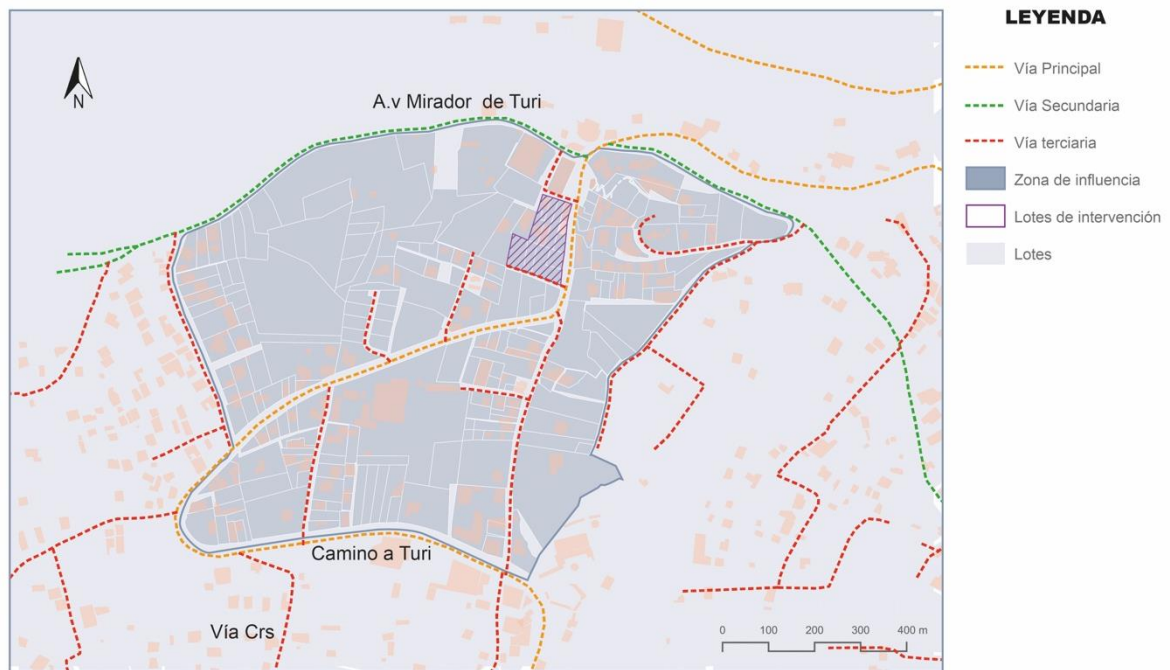 LEYENDA
Vía Principal
Vía Secundaria
Vía terciaria
Zona de influencia
Lotes de intervención
Lotes
N
A.v Mirador de Turi
Camino a Turi
Vía Crs
0 100 200 300 400 m